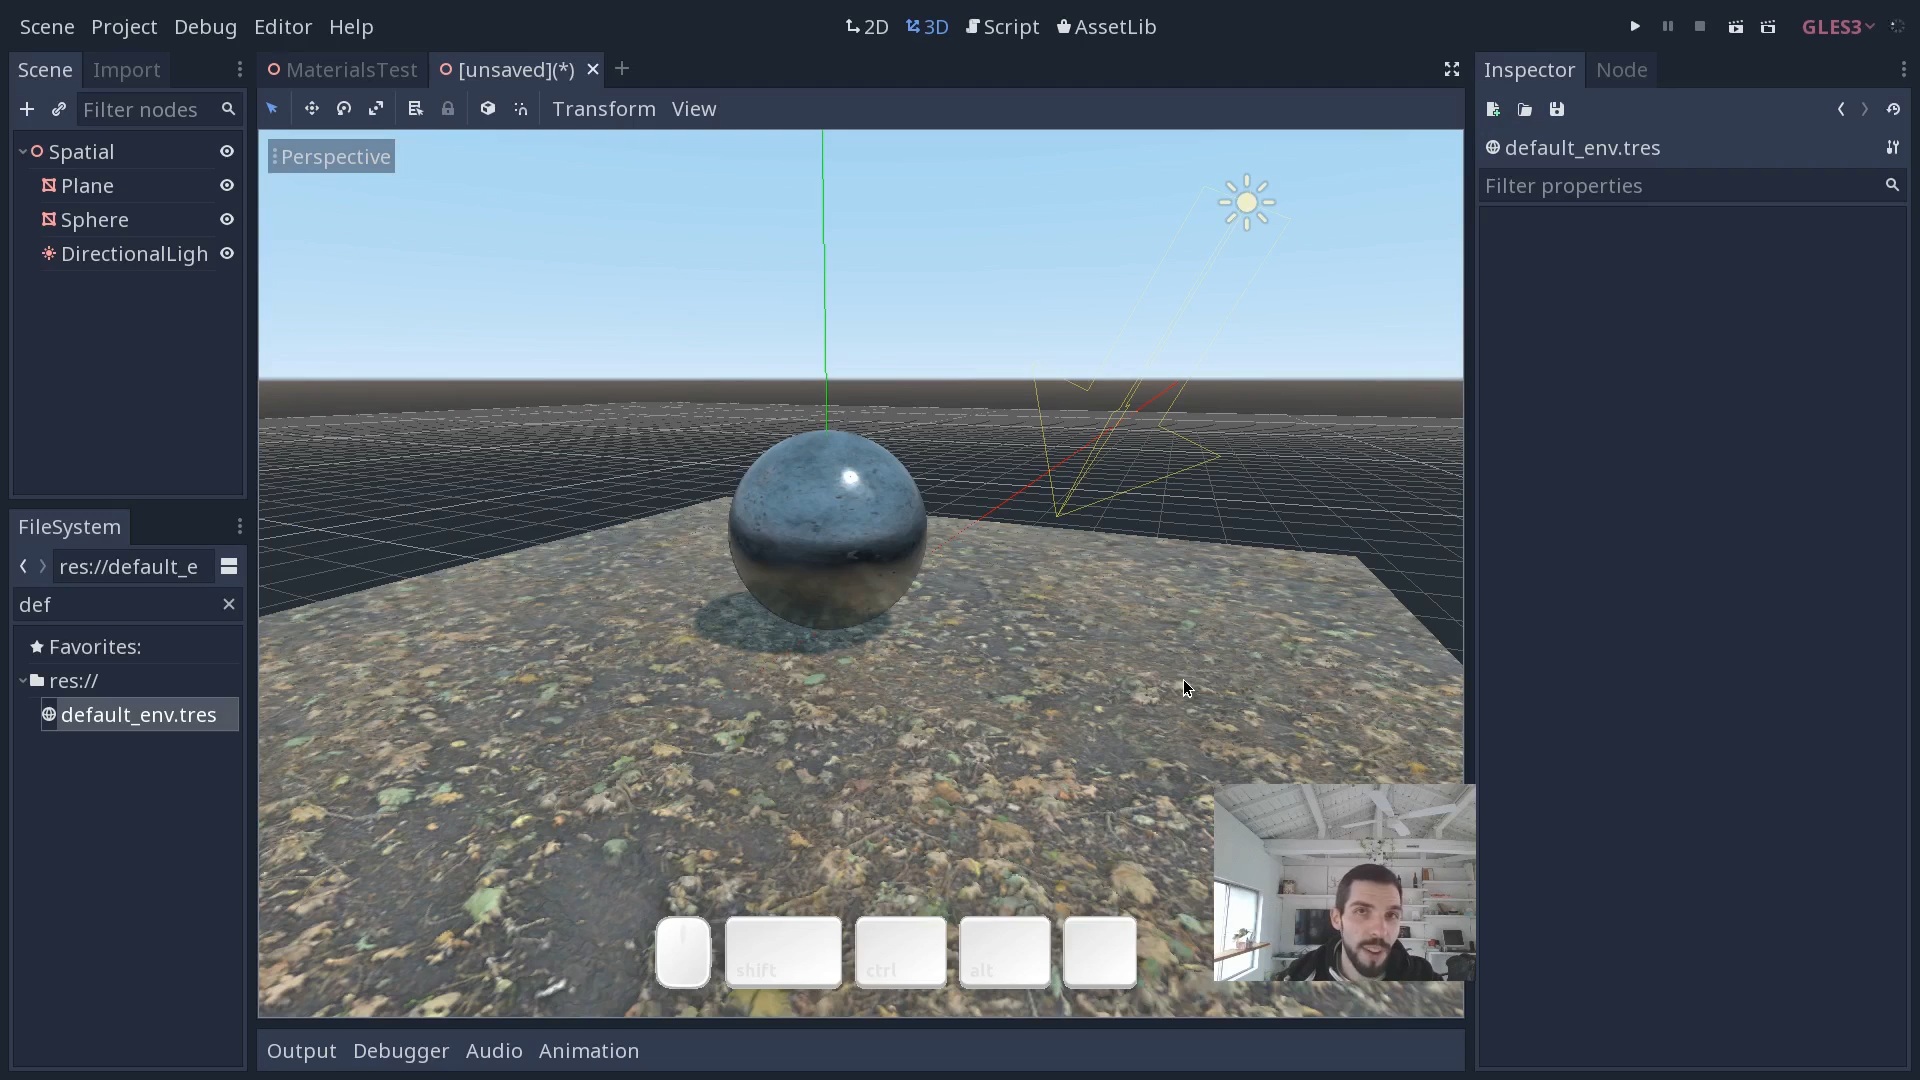 Scene Project Debug Editor Help
2D 3D Script AssetLib
GLES3
Scene Import
MaterialsTest [unsaved](*)
Inspector Node
Filter nodes
Transform View
Spatial
Plane
Sphere
DirectionalLigh
Perspective
default_env.tres
Filter properties
FileSystem
res://default_e
def
Favorites:
res://
default_env.tres
shift ctrl alt
Output Debugger Audio Animation